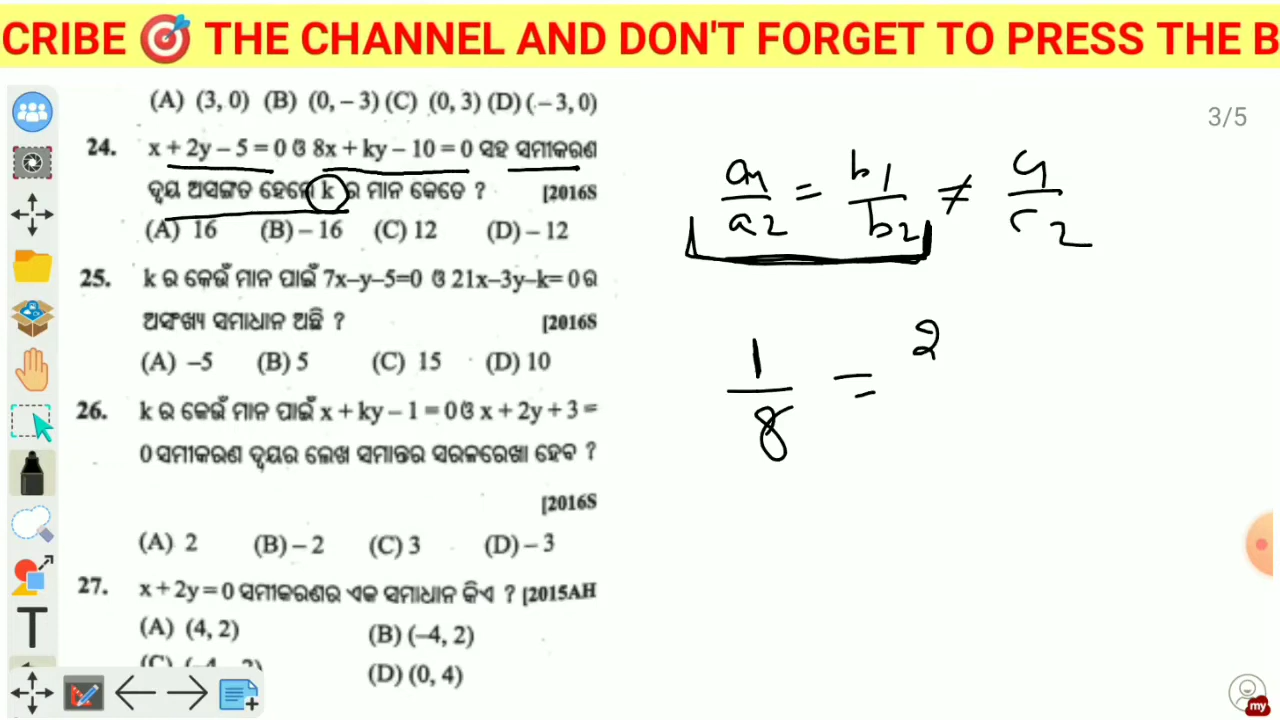 CRIBE 🎯 THE CHANNEL AND DON'T FORGET TO PRESS THE B
(A) (3, 0) (B) (0, – 3) (C) (0, 3) (D) (– 3, 0)
3/5
24. x + 2y – 5 = 0 ଓ 8x + ky – 10 = 0 ସହ ସମୀକରଣ
ଦ୍ୱୟ ଅସଙ୍ଗତ ହେଲେ k ର ମାନ କେତେ ? [2016S
(A) 16 (B) – 16 (C) 12 (D) – 12
a1/a2 = b1/b2 ≠ c1/c2
25. k ର କେଉଁ ମାନ ପାଇଁ 7x–y–5=0 ଓ 21x–3y–k= 0 ର
ଅସଂଖ୍ୟ ସମାଧାନ ଅଛି ? [2016S
(A) –5 (B) 5 (C) 15 (D) 10
1/8 = 2
26. k ର କେଉଁ ମାନ ପାଇଁ x + ky – 1 = 0 ଓ x + 2y + 3 =
0 ସମୀକରଣ ଦ୍ୱୟର ଲେଖ ସମାନ୍ତର ସରଳରେଖା ହେବ ?
[2016S
(A) 2 (B) – 2 (C) 3 (D) – 3
27. x + 2y = 0 ସମୀକରଣର ଏକ ସମାଧାନ କିଏ ? [2015AH
(A) (4, 2) (B) (–4, 2)
(D) (0, 4)
T
my